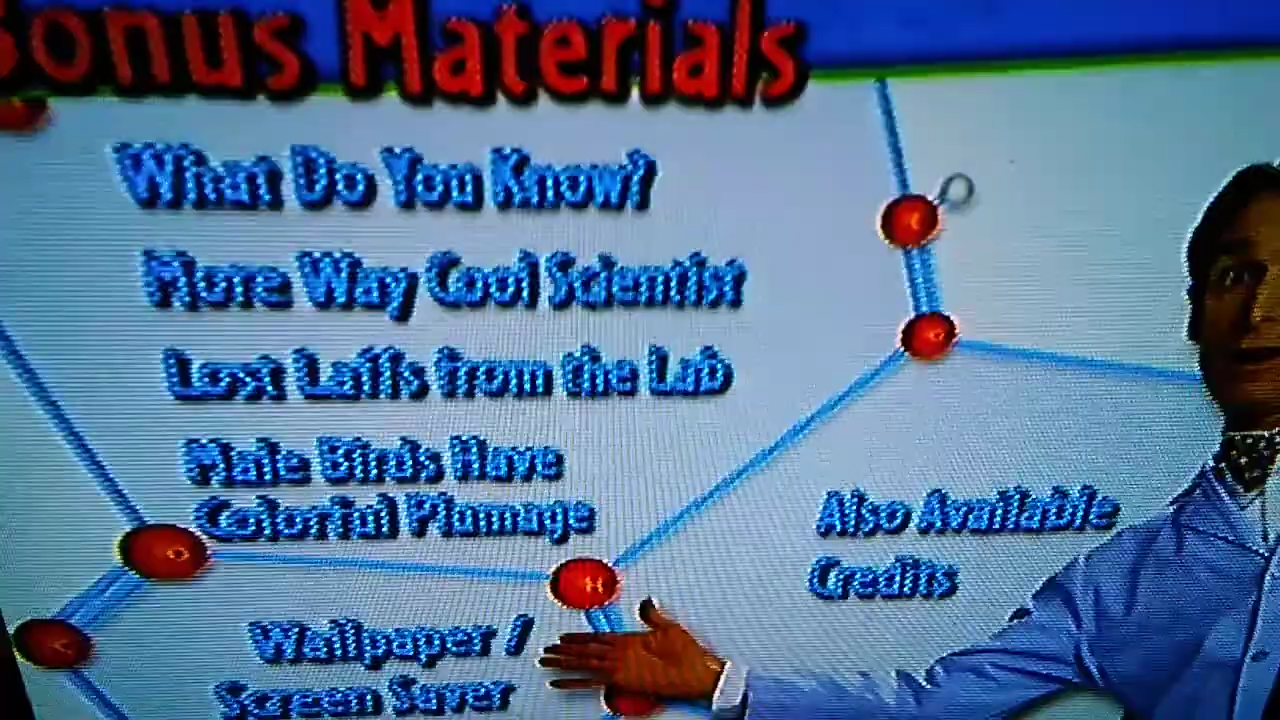 Bonus Materials
What Do You Know?
More Way Cool Scientist
Lost Laffs from the Lab
Male Birds Have
Colorful Plumage
Also Available
Credits
H
Wallpaper /
Screen Saver